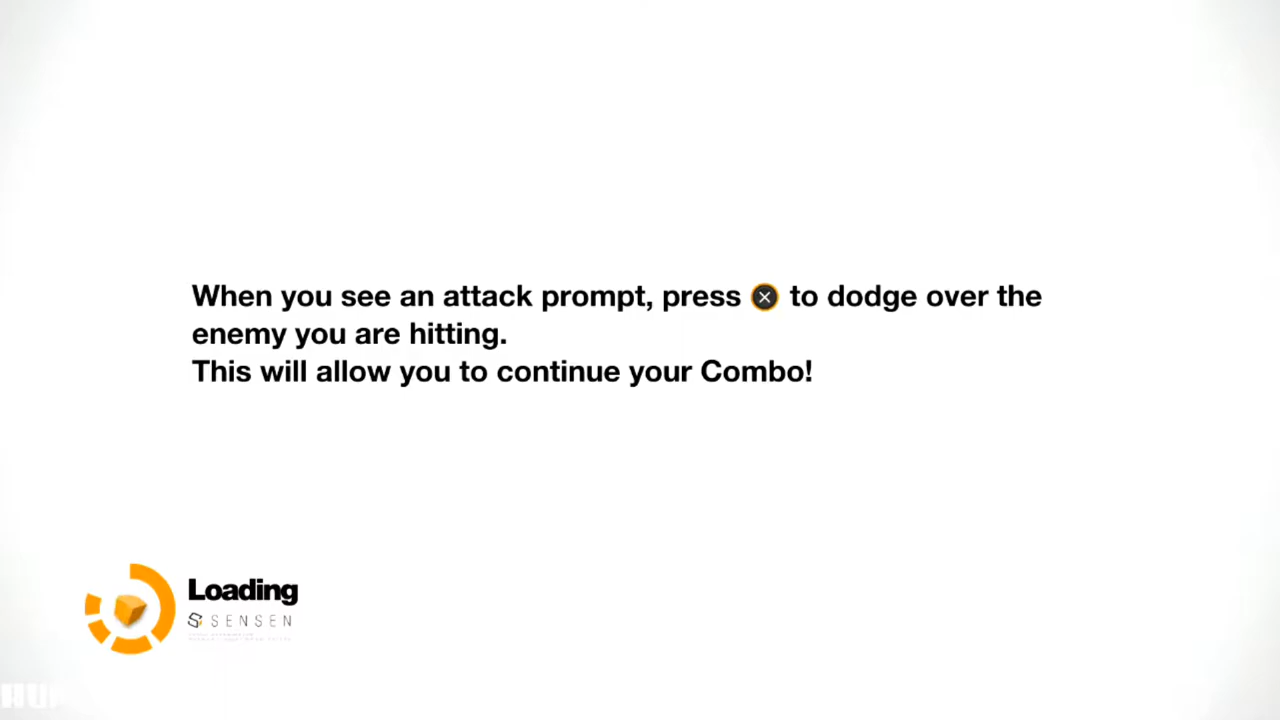 When you see an attack prompt, press ⊗ to dodge over the
enemy you are hitting.
This will allow you to continue your Combo!
Loading
SENSEN